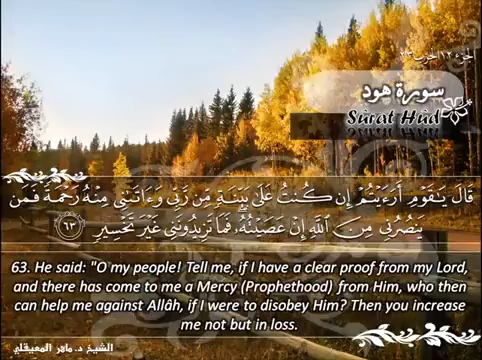 الجزء ١٢ الحزب ٢٣
سورة هود
Sûrat Hûd
قَالَ يَـٰقَوْمِ أَرَءَيْتُمْ إِن كُنتُ عَلَىٰ بَيِّنَةٍ مِّن رَّبِّى وَءَاتَىٰنِى مِنْهُ رَحْمَةً فَمَن
يَنصُرُنِى مِنَ ٱللَّهِ إِنْ عَصَيْتُهُۥ ۖ فَمَا تَزِيدُونَنِى غَيْرَ تَخْسِيرٍ ٦٣
63. He said: "O my people! Tell me, if I have a clear proof from my Lord,
and there has come to me a Mercy (Prophethood) from Him, who then
can help me against Allâh, if I were to disobey Him? Then you increase
me not but in loss.
الشيخ د. ماهر المعيقلي